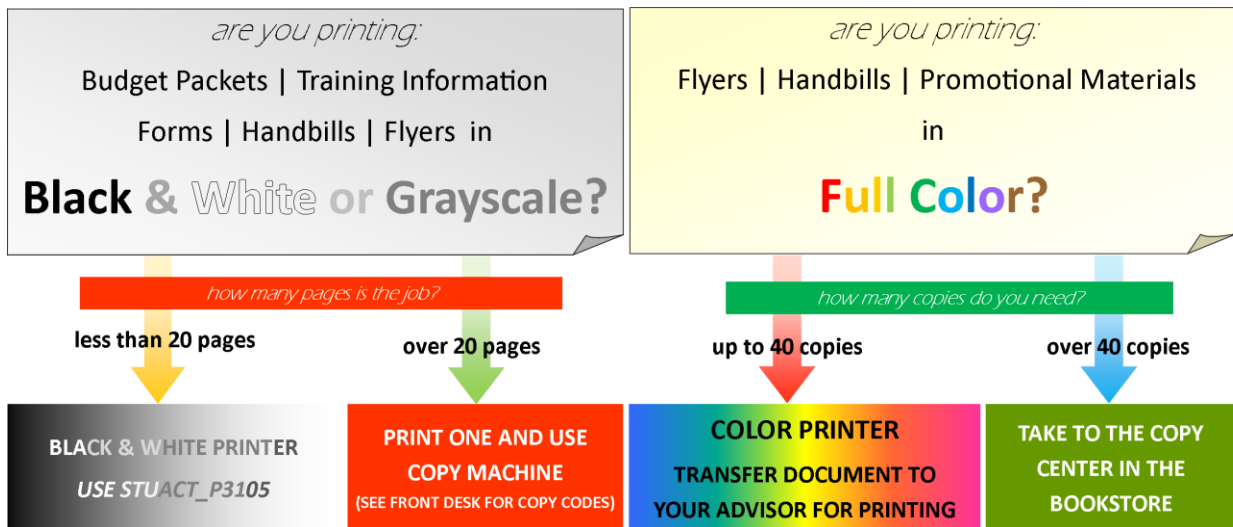 are you printing:
Budget Packets | Training Information
Forms | Handbills | Flyers in
Black & White or Grayscale?
are you printing:
Flyers | Handbills | Promotional Materials
in
Full Color?
how many pages is the job?
less than 20 pages
over 20 pages
how many copies do you need?
up to 40 copies
over 40 copies
BLACK & WHITE PRINTER
USE STUACT_P3105
PRINT ONE AND USE
COPY MACHINE
(SEE FRONT DESK FOR COPY CODES)
COLOR PRINTER
TRANSFER DOCUMENT TO
YOUR ADVISOR FOR PRINTING
TAKE TO THE COPY
CENTER IN THE
BOOKSTORE